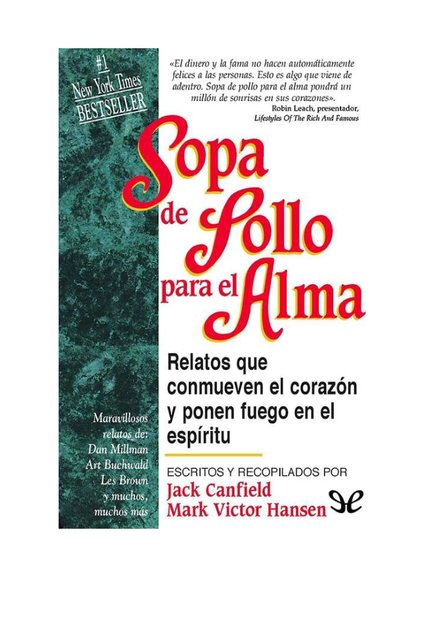 #1
New York Times
BESTSELLER
«El dinero y la fama no hacen automáticamente
felices a las personas. Esto es algo que viene de
adentro. Sopa de pollo para el alma pondrá un
millón de sonrisas en sus corazones».
Robin Leach, presentador,
Lifestyles Of The Rich And Famous
Sopa
de Pollo
para el Alma
Relatos que
conmueven el corazón
y ponen fuego en el
espíritu
Maravillosos
relatos de:
Dan Millman
Art Buchwald
Les Brown
y muchos,
muchos más
ESCRITOS Y RECOPILADOS POR
Jack Canfield
Mark Victor Hansen